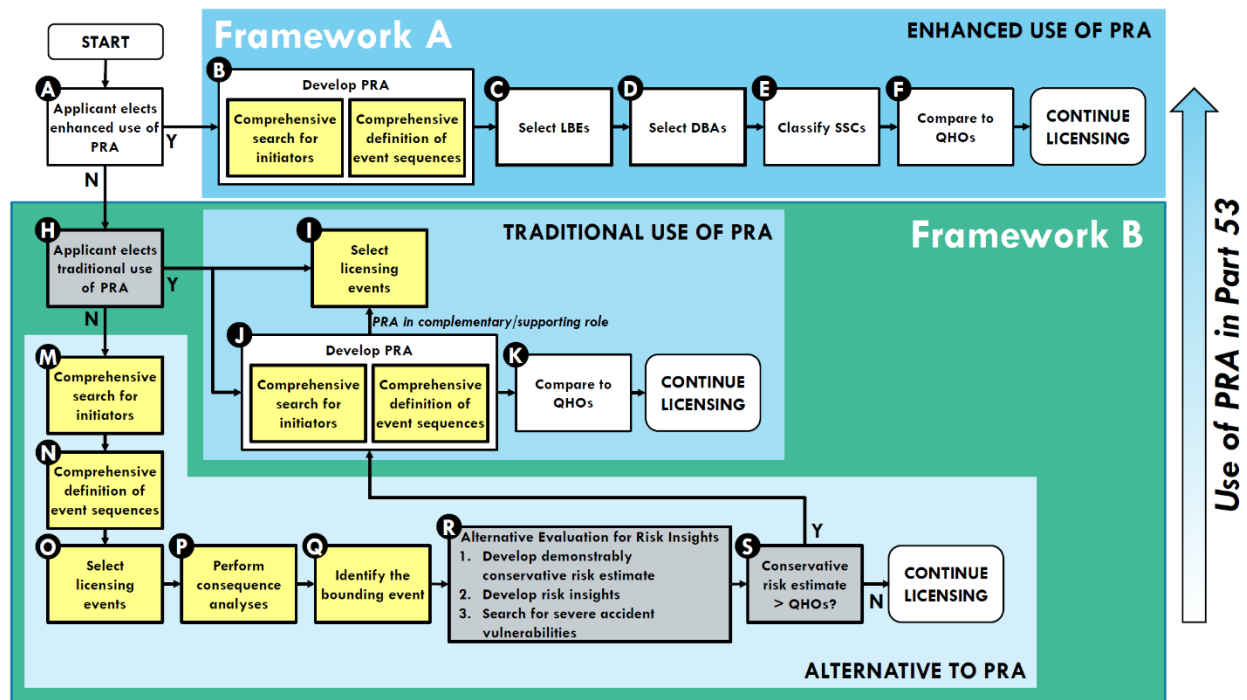 Framework A
ENHANCED USE OF PRA
START
A
Applicant elects
enhanced use of
PRA
Y
N
B
Develop PRA
Comprehensive
search for
initiators
Comprehensive
definition of
event sequences
C
Select LBEs
D
Select DBAs
E
Classify SSCs
F
Compare to
QHOs
CONTINUE
LICENSING
Framework B
TRADITIONAL USE OF PRA
H
Applicant elects
traditional use
of PRA
Y
N
I
Select
licensing
events
PRA in complementary/supporting role
J
Develop PRA
Comprehensive
search for
initiators
Comprehensive
definition of
event sequences
K
Compare to
QHOs
CONTINUE
LICENSING
M
Comprehensive
search for
initiators
N
Comprehensive
definition of
event sequences
O
Select
licensing
events
P
Perform
consequence
analyses
Q
Identify the
bounding event
R
Alternative Evaluation for Risk Insights
1. Develop demonstrably
conservative risk estimate
2. Develop risk insights
3. Search for severe accident
vulnerabilities
S
Conservative
risk estimate
> QHOs?
Y
N
CONTINUE
LICENSING
ALTERNATIVE TO PRA
Use of PRA in Part 53